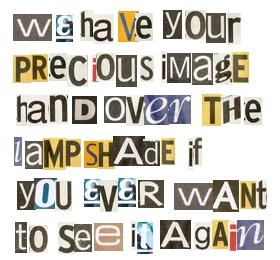 we have your
PRecious imagE
hanD OVer THe
lAMPSHADE if
yOU EVER WANt
to See it AgAin